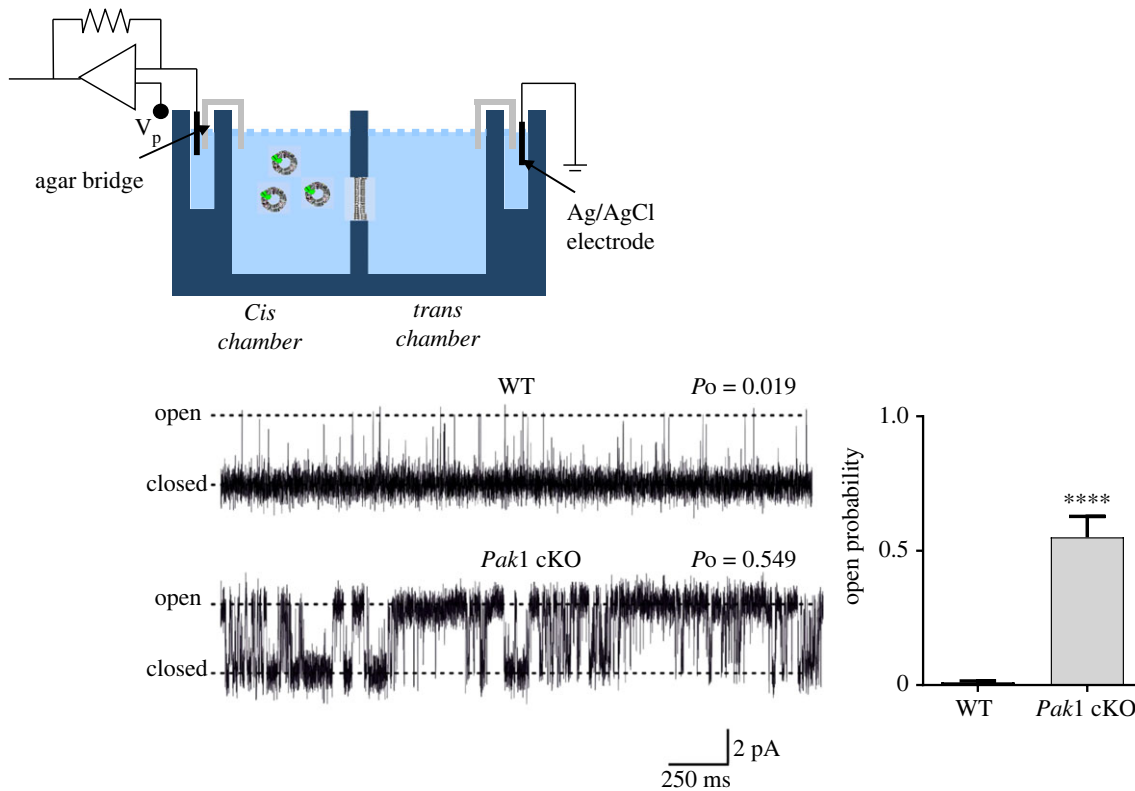 Vp
agar bridge
Ag/AgCl
electrode
Cis
chamber
trans
chamber
WT
Po = 0.019
open
closed
Pak1 cKO
Po = 0.549
open
closed
2 pA
250 ms
1.0
0.5
0
open probability
****
WT
Pak1 cKO